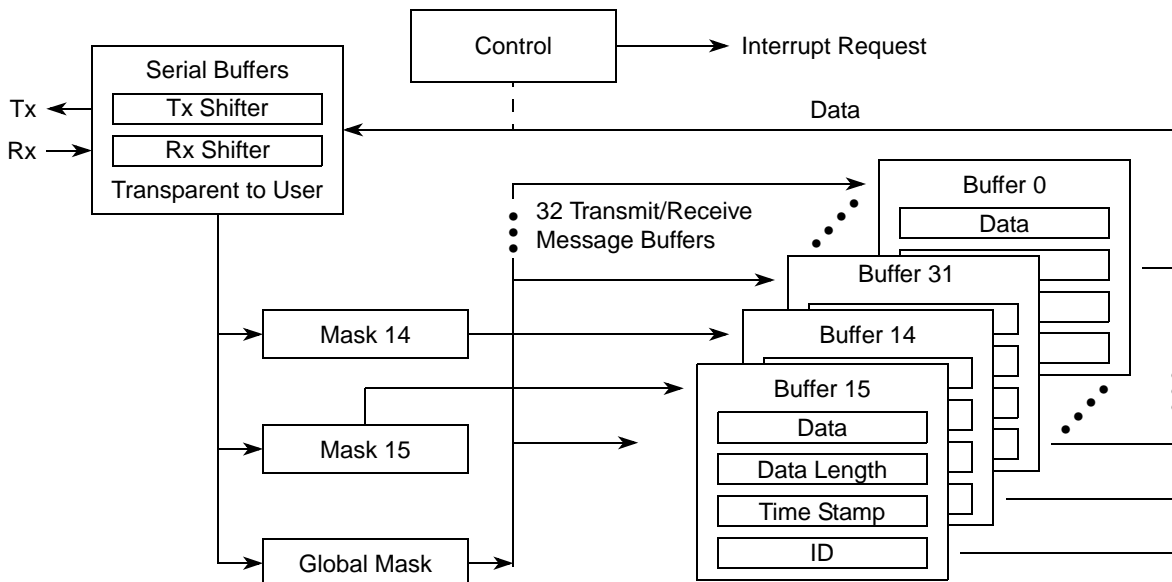 Control
Interrupt Request
Serial Buffers
Tx Shifter
Tx
Data
Rx
Rx Shifter
Transparent to User
Buffer 0
32 Transmit/Receive
Message Buffers
Data
Buffer 31
Mask 14
Buffer 14
Buffer 15
Data
Mask 15
Data Length
Time Stamp
Global Mask
ID